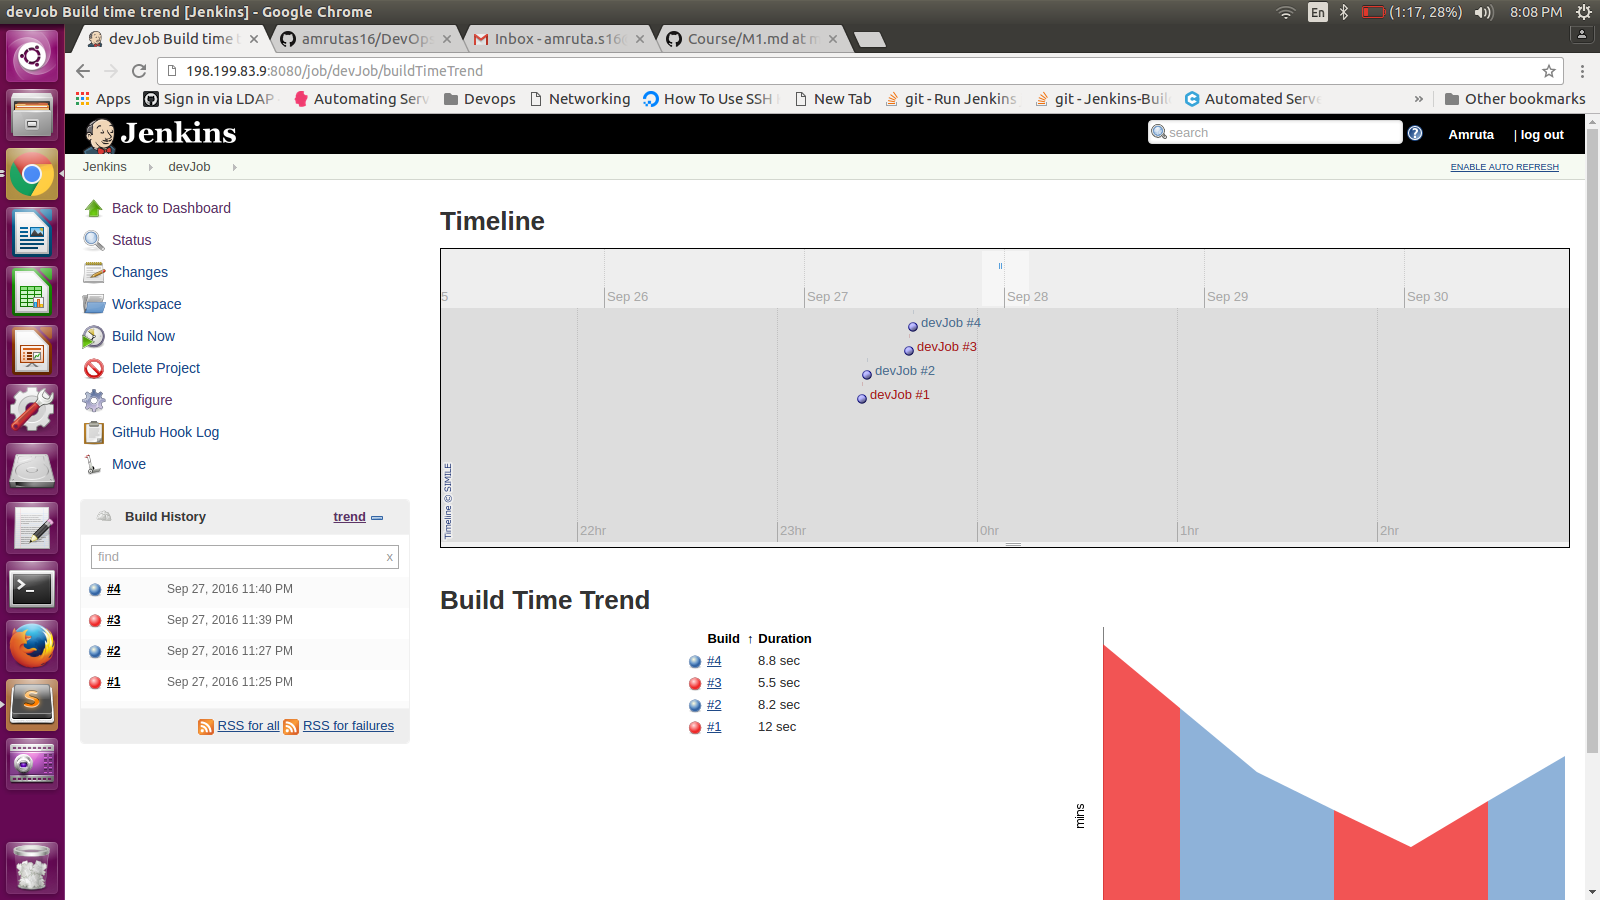 devJob Build time trend [Jenkins] - Google Chrome
En
(1:17, 28%)
8:08 PM
devJob Build time t
amrutas16/DevOps
Inbox - amruta.s16@
Course/M1.md at m
198.199.83.9:8080/job/devJob/buildTimeTrend
Apps
Sign in via LDAP
Automating Serv
Devops
Networking
How To Use SSH
New Tab
git - Run Jenkins
git - Jenkins-Buil
Automated Serve
»
Other bookmarks
Jenkins
search
Amruta
| log out
Jenkins
devJob
ENABLE AUTO REFRESH
Back to Dashboard
Status
Changes
Workspace
Build Now
Delete Project
Configure
GitHub Hook Log
Move
Build History
trend
find
x
#4 Sep 27, 2016 11:40 PM
#3 Sep 27, 2016 11:39 PM
#2 Sep 27, 2016 11:27 PM
#1 Sep 27, 2016 11:25 PM
RSS for all
RSS for failures
Timeline
5
Sep 26
Sep 27
Sep 28
Sep 29
Sep 30
devJob #4
devJob #3
devJob #2
devJob #1
Timeline © SIMILE
22hr
23hr
0hr
1hr
2hr
Build Time Trend
Build ↑ Duration
#4 8.8 sec
#3 5.5 sec
#2 8.2 sec
#1 12 sec
mins